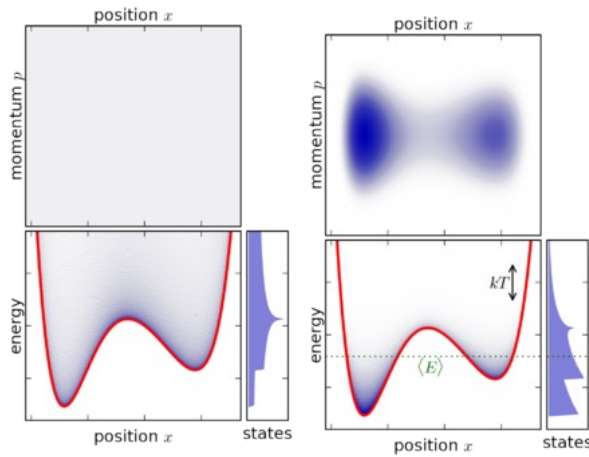 position x
momentum p
energy
position x
states
position x
momentum p
energy
kT
⟨E⟩
position x
states